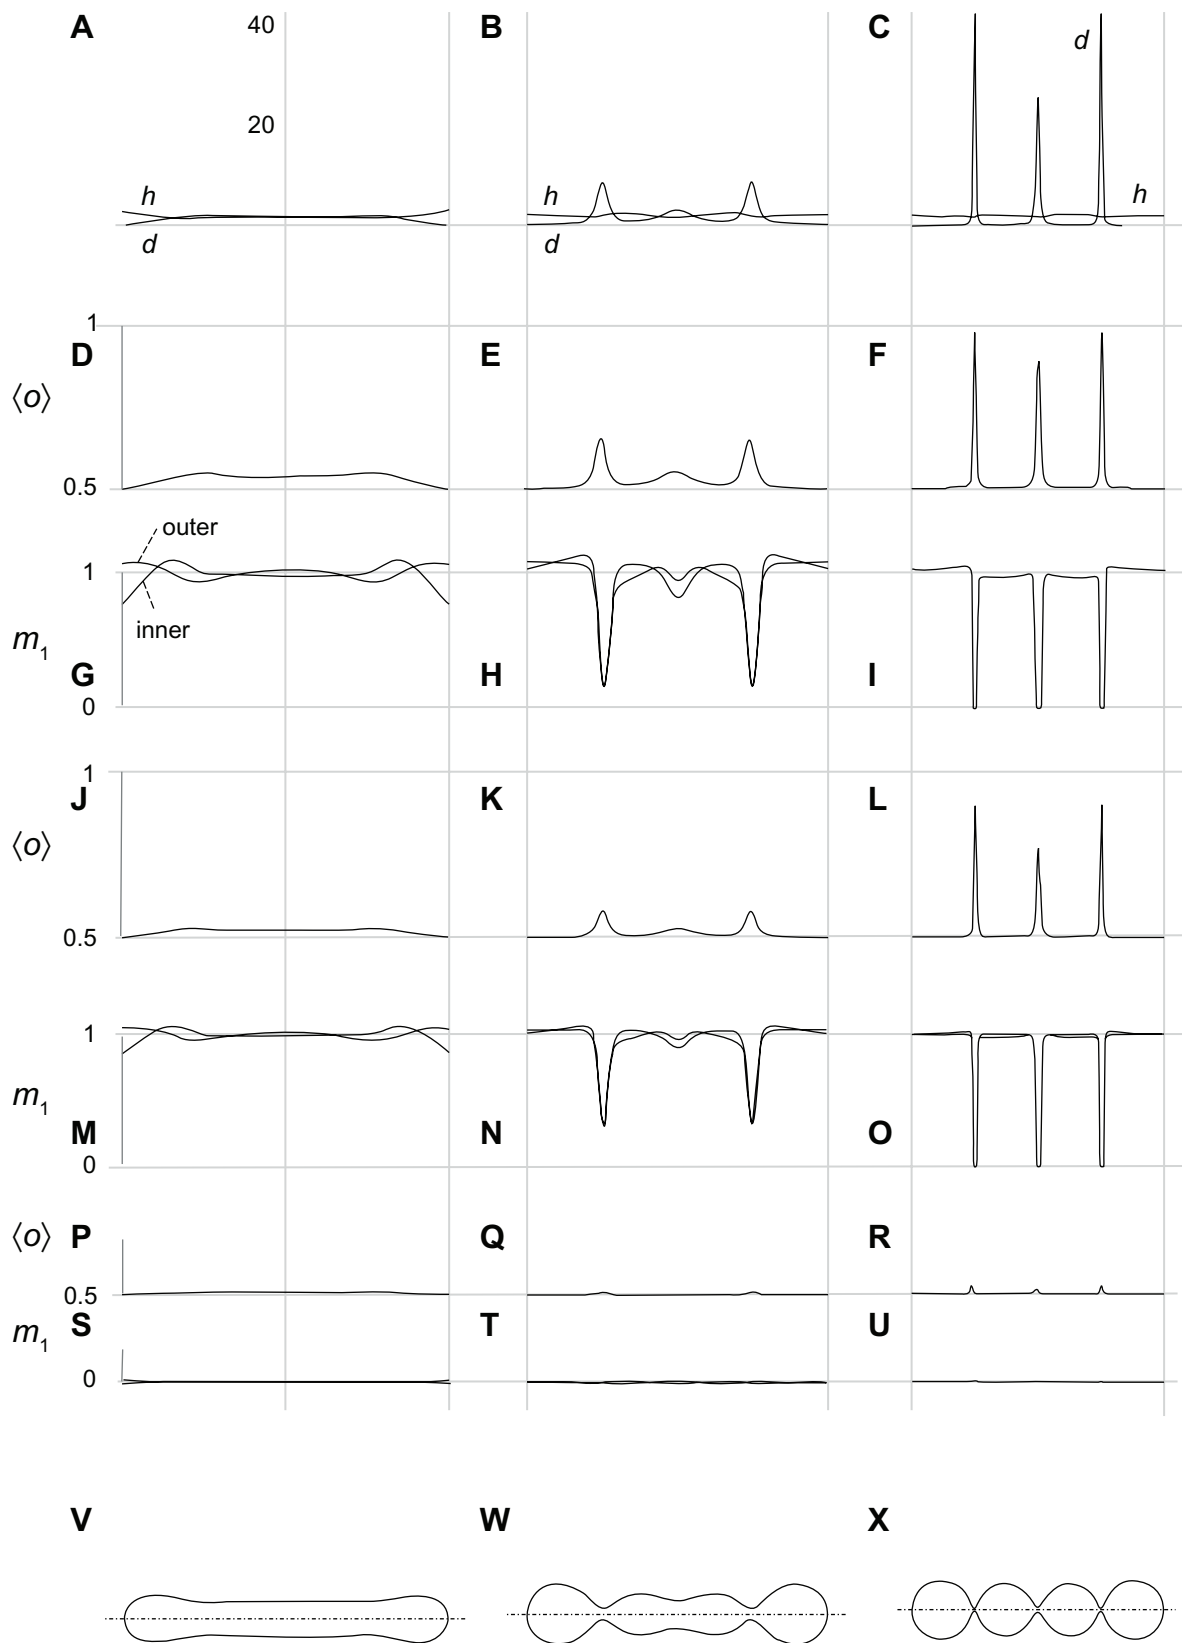 A 40 B C
d
20
h h h
d d
1
D E F
⟨o⟩
0.5
outer
1
inner
m1
G H I
0
1
J K L
⟨o⟩
0.5
1
m1
M N O
0
⟨o⟩ P Q R
0.5
m1 S T U
0
V W X